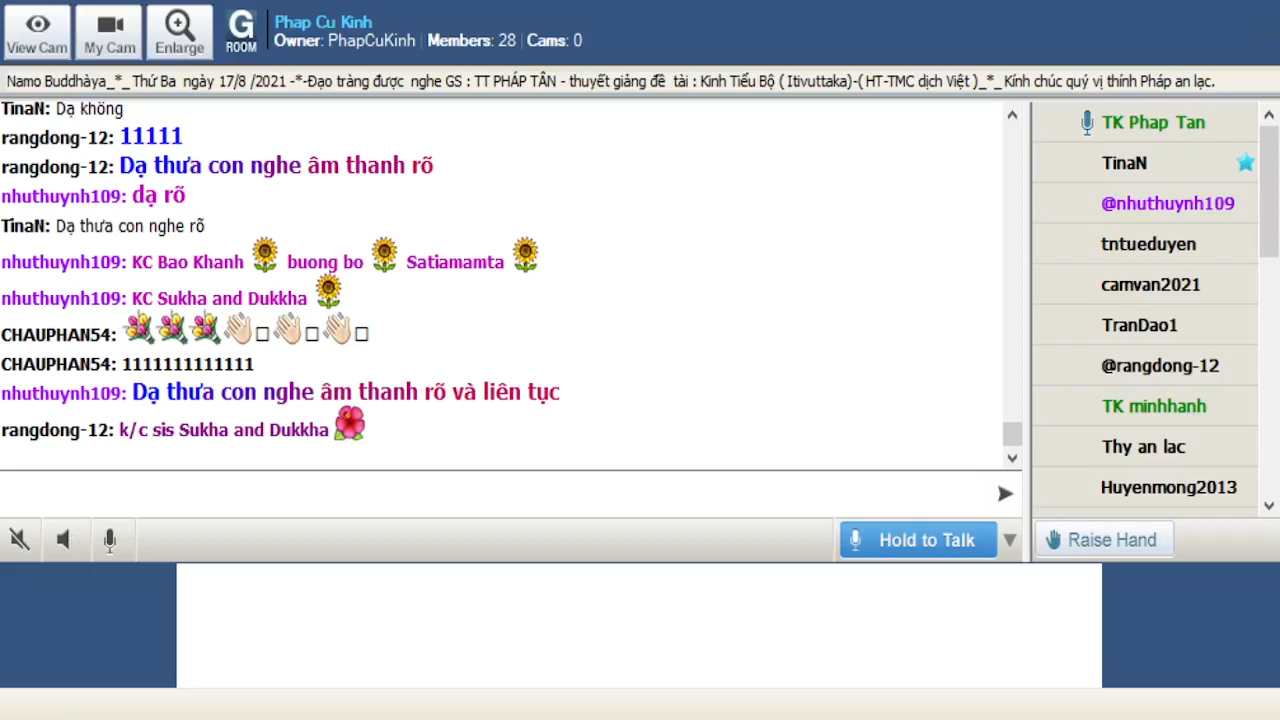 View Cam
My Cam
Enlarge
G
ROOM
Phap Cu Kinh
Owner: PhapCuKinh | Members: 28 | Cams: 0
Namo Buddhàya_*_Thứ Ba ngày 17/8 /2021 -*-Đạo tràng được nghe GS : TT PHÁP TÂN - thuyết giảng đề tài : Kinh Tiểu Bộ ( Itivuttaka)-( HT-TMC dịch Việt )_*_ Kính chúc quý vị thính Pháp an lạc.
TinaN: Dạ không
rangdong-12: 11111
rangdong-12: Dạ thưa con nghe âm thanh rõ
nhuthuynh109: dạ rõ
TinaN: Dạ thưa con nghe rõ
nhuthuynh109: KC Bao Khanh buong bo Satiamamta
nhuthuynh109: KC Sukha and Dukkha
CHAUPHAN54:
CHAUPHAN54: 1111111111111
nhuthuynh109: Dạ thưa con nghe âm thanh rõ và liên tục
rangdong-12: k/c sis Sukha and Dukkha
TK Phap Tan
TinaN
@nhuthuynh109
tntueduyen
camvan2021
TranDao1
@rangdong-12
TK minhhanh
Thy an lac
Huyenmong2013
Hold to Talk
Raise Hand